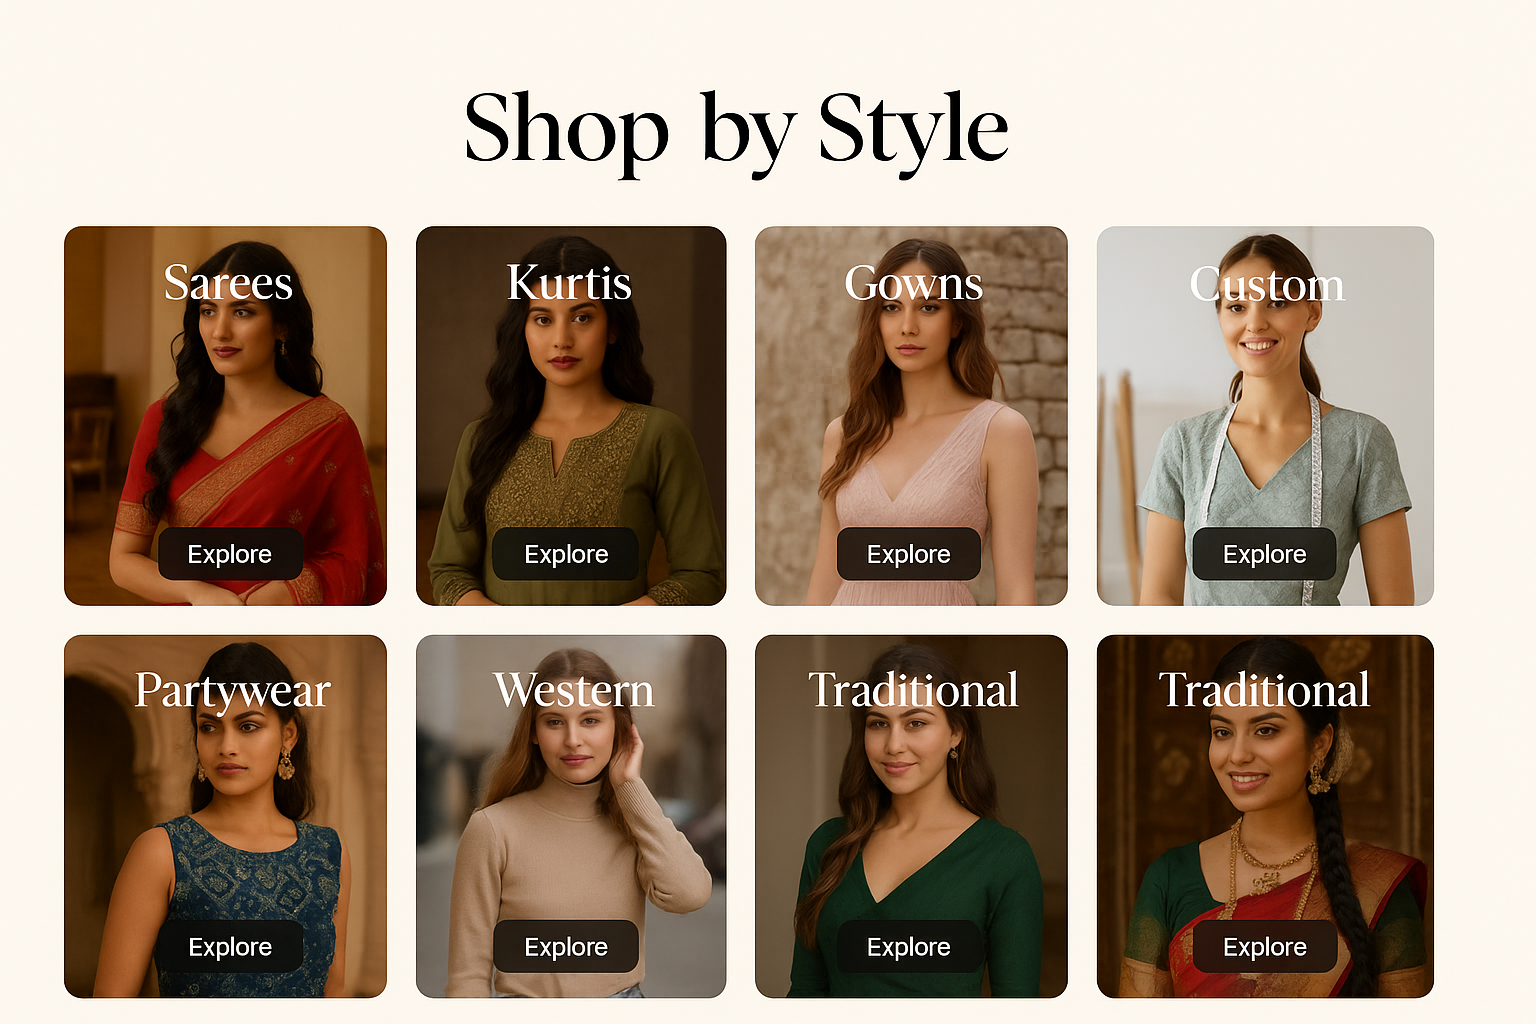 Shop by Style
Sarees
Kurtis
Gowns
Custom
Explore
Explore
Explore
Explore
Partywear
Western
Traditional
Traditional
Explore
Explore
Explore
Explore